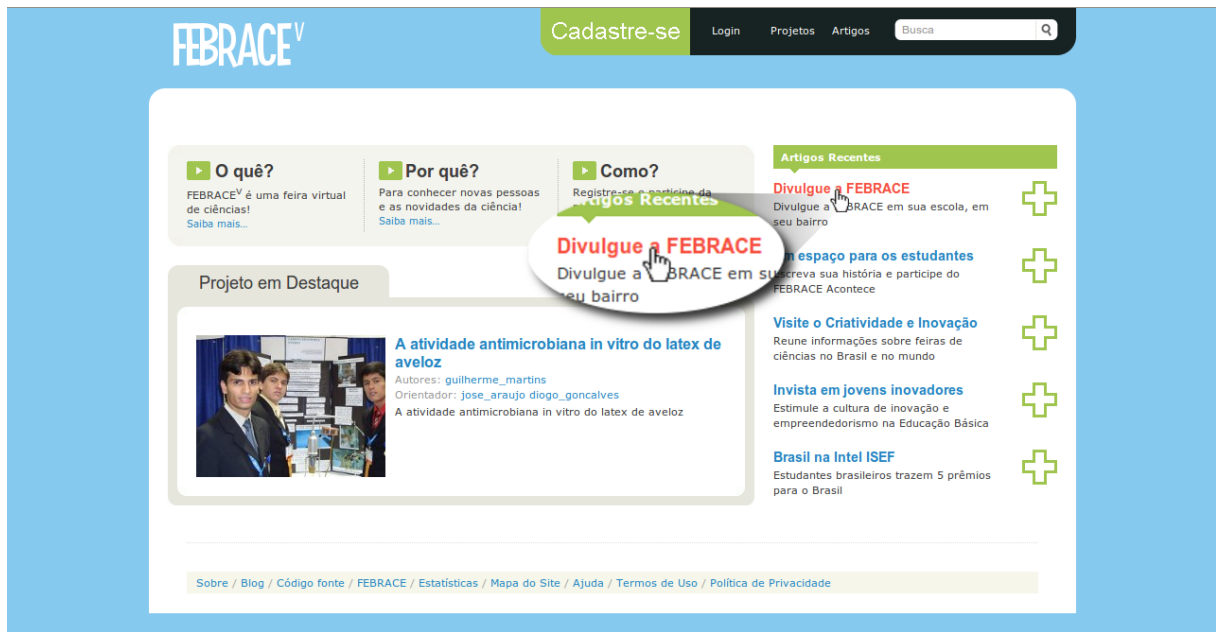 FEBRACE V
Cadastre-se
Login
Projetos
Artigos
Busca
O quê?
FEBRACE V é uma feira virtual
de ciências!
Saiba mais...
Por quê?
Para conhecer novas pessoas
e as novidades da ciência!
Saiba mais...
Como?
Registre-se e participe da
Artigos Recentes
Divulgue a FEBRACE
Divulgue a FEBRACE em su
seu bairro
Projeto em Destaque
A atividade antimicrobiana in vitro do latex de
aveloz
Autores: guilherme_martins
Orientador: jose_araujo diogo_goncalves
A atividade antimicrobiana in vitro do latex de aveloz
Artigos Recentes
Divulgue a FEBRACE
Divulgue a FEBRACE em sua escola, em
seu bairro
espaço para os estudantes
screva sua história e participe do
FEBRACE Acontece
Visite o Criatividade e Inovação
Reune informações sobre feiras de
ciências no Brasil e no mundo
Invista em jovens inovadores
Estimule a cultura de inovação e
empreendedorismo na Educação Básica
Brasil na Intel ISEF
Estudantes brasileiros trazem 5 prêmios
para o Brasil
Sobre / Blog / Código fonte / FEBRACE / Estatísticas / Mapa do Site / Ajuda / Termos de Uso / Política de Privacidade